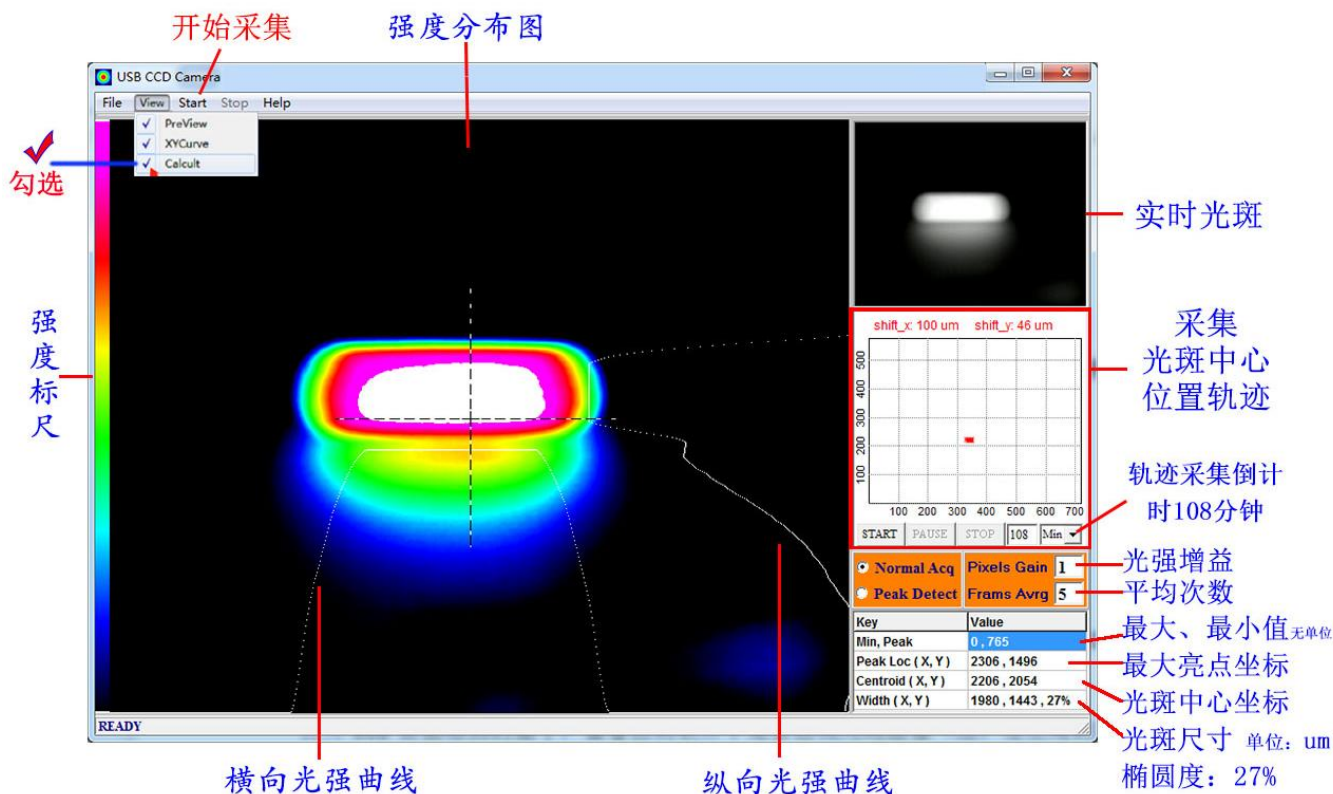 开始采集
强度分布图
USB CCD Camera
File View Start Stop Help
PreView
XYCurve
Calcult
勾选
强度标尺
实时光斑
shift_x: 100 um shift_y: 46 um
500
400
300
200
100
100 200 300 400 500 600 700
采集
光斑中心
位置轨迹
START PAUSE STOP 108 Min
轨迹采集倒计
时108分钟
Normal Acq Pixels Gain 1
光强增益
Peak Detect Frams Avrg 5
平均次数
Key Value
Min, Peak 0 , 765
最大、最小值 无单位
Peak Loc ( X, Y ) 2306 , 1496
最大亮点坐标
Centroid ( X, Y ) 2206 , 2054
光斑中心坐标
Width ( X, Y ) 1980 , 1443 , 27%
光斑尺寸 单位：um
椭圆度：27%
READY
横向光强曲线
纵向光强曲线